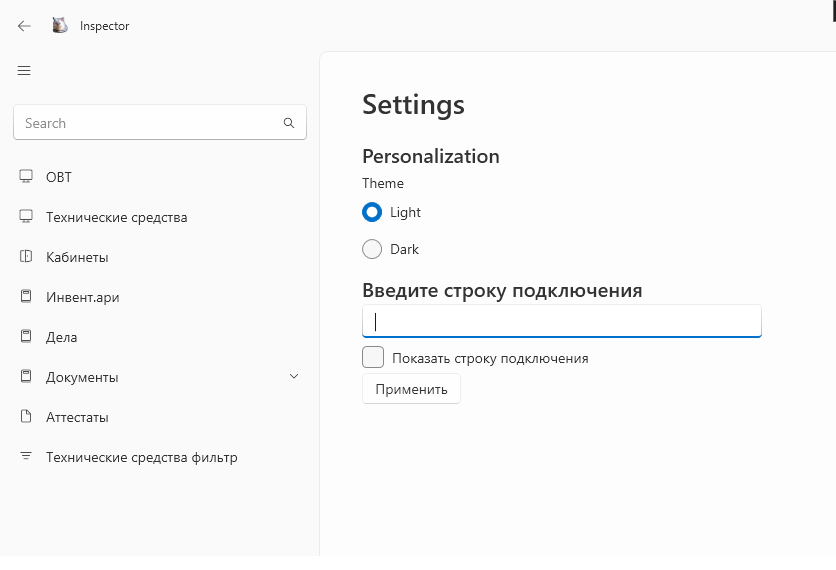 Inspector
Search
ОВТ
Технические средства
Кабинеты
Инвент.ари
Дела
Документы
Аттестаты
Технические средства фильтр
Settings
Personalization
Theme
Light
Dark
Введите строку подключения
Показать строку подключения
Применить